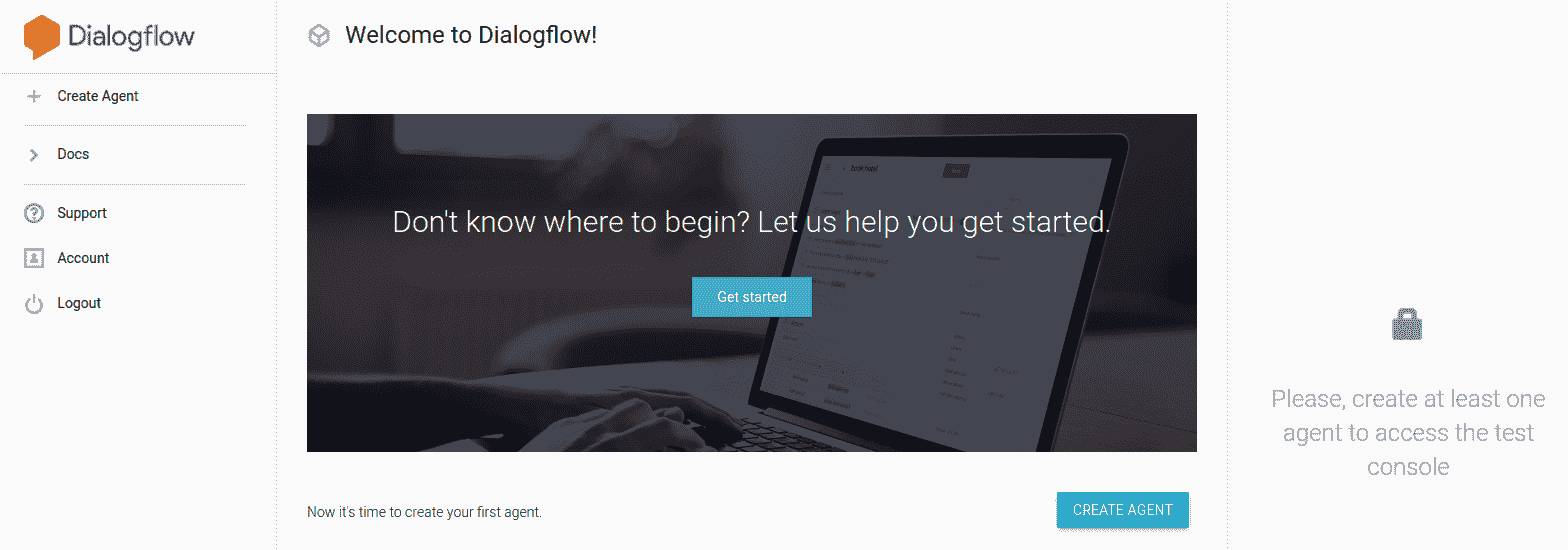 Dialogflow
Create Agent
Docs
Support
Account
Logout
Welcome to Dialogflow!
book hotel
Don't know where to begin? Let us help you get started.
Get started
Now it's time to create your first agent.
CREATE AGENT
Please, create at least one
agent to access the test
console